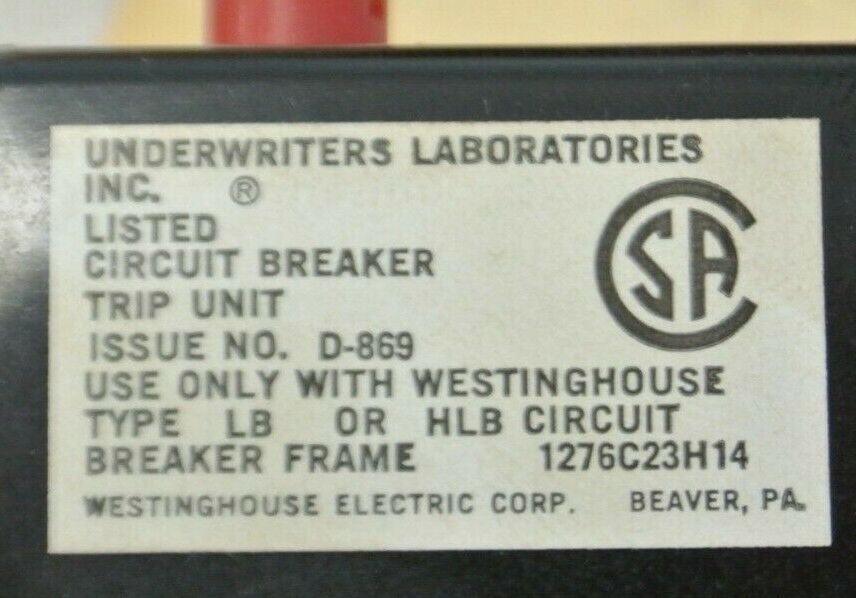 UNDERWRITERS LABORATORIES
INC. ®
LISTED
CIRCUIT BREAKER
TRIP UNIT
ISSUE NO. D-869
USE ONLY WITH WESTINGHOUSE
TYPE LB OR HLB CIRCUIT
BREAKER FRAME 1276C23H14
WESTINGHOUSE ELECTRIC CORP. BEAVER, PA.
CSA